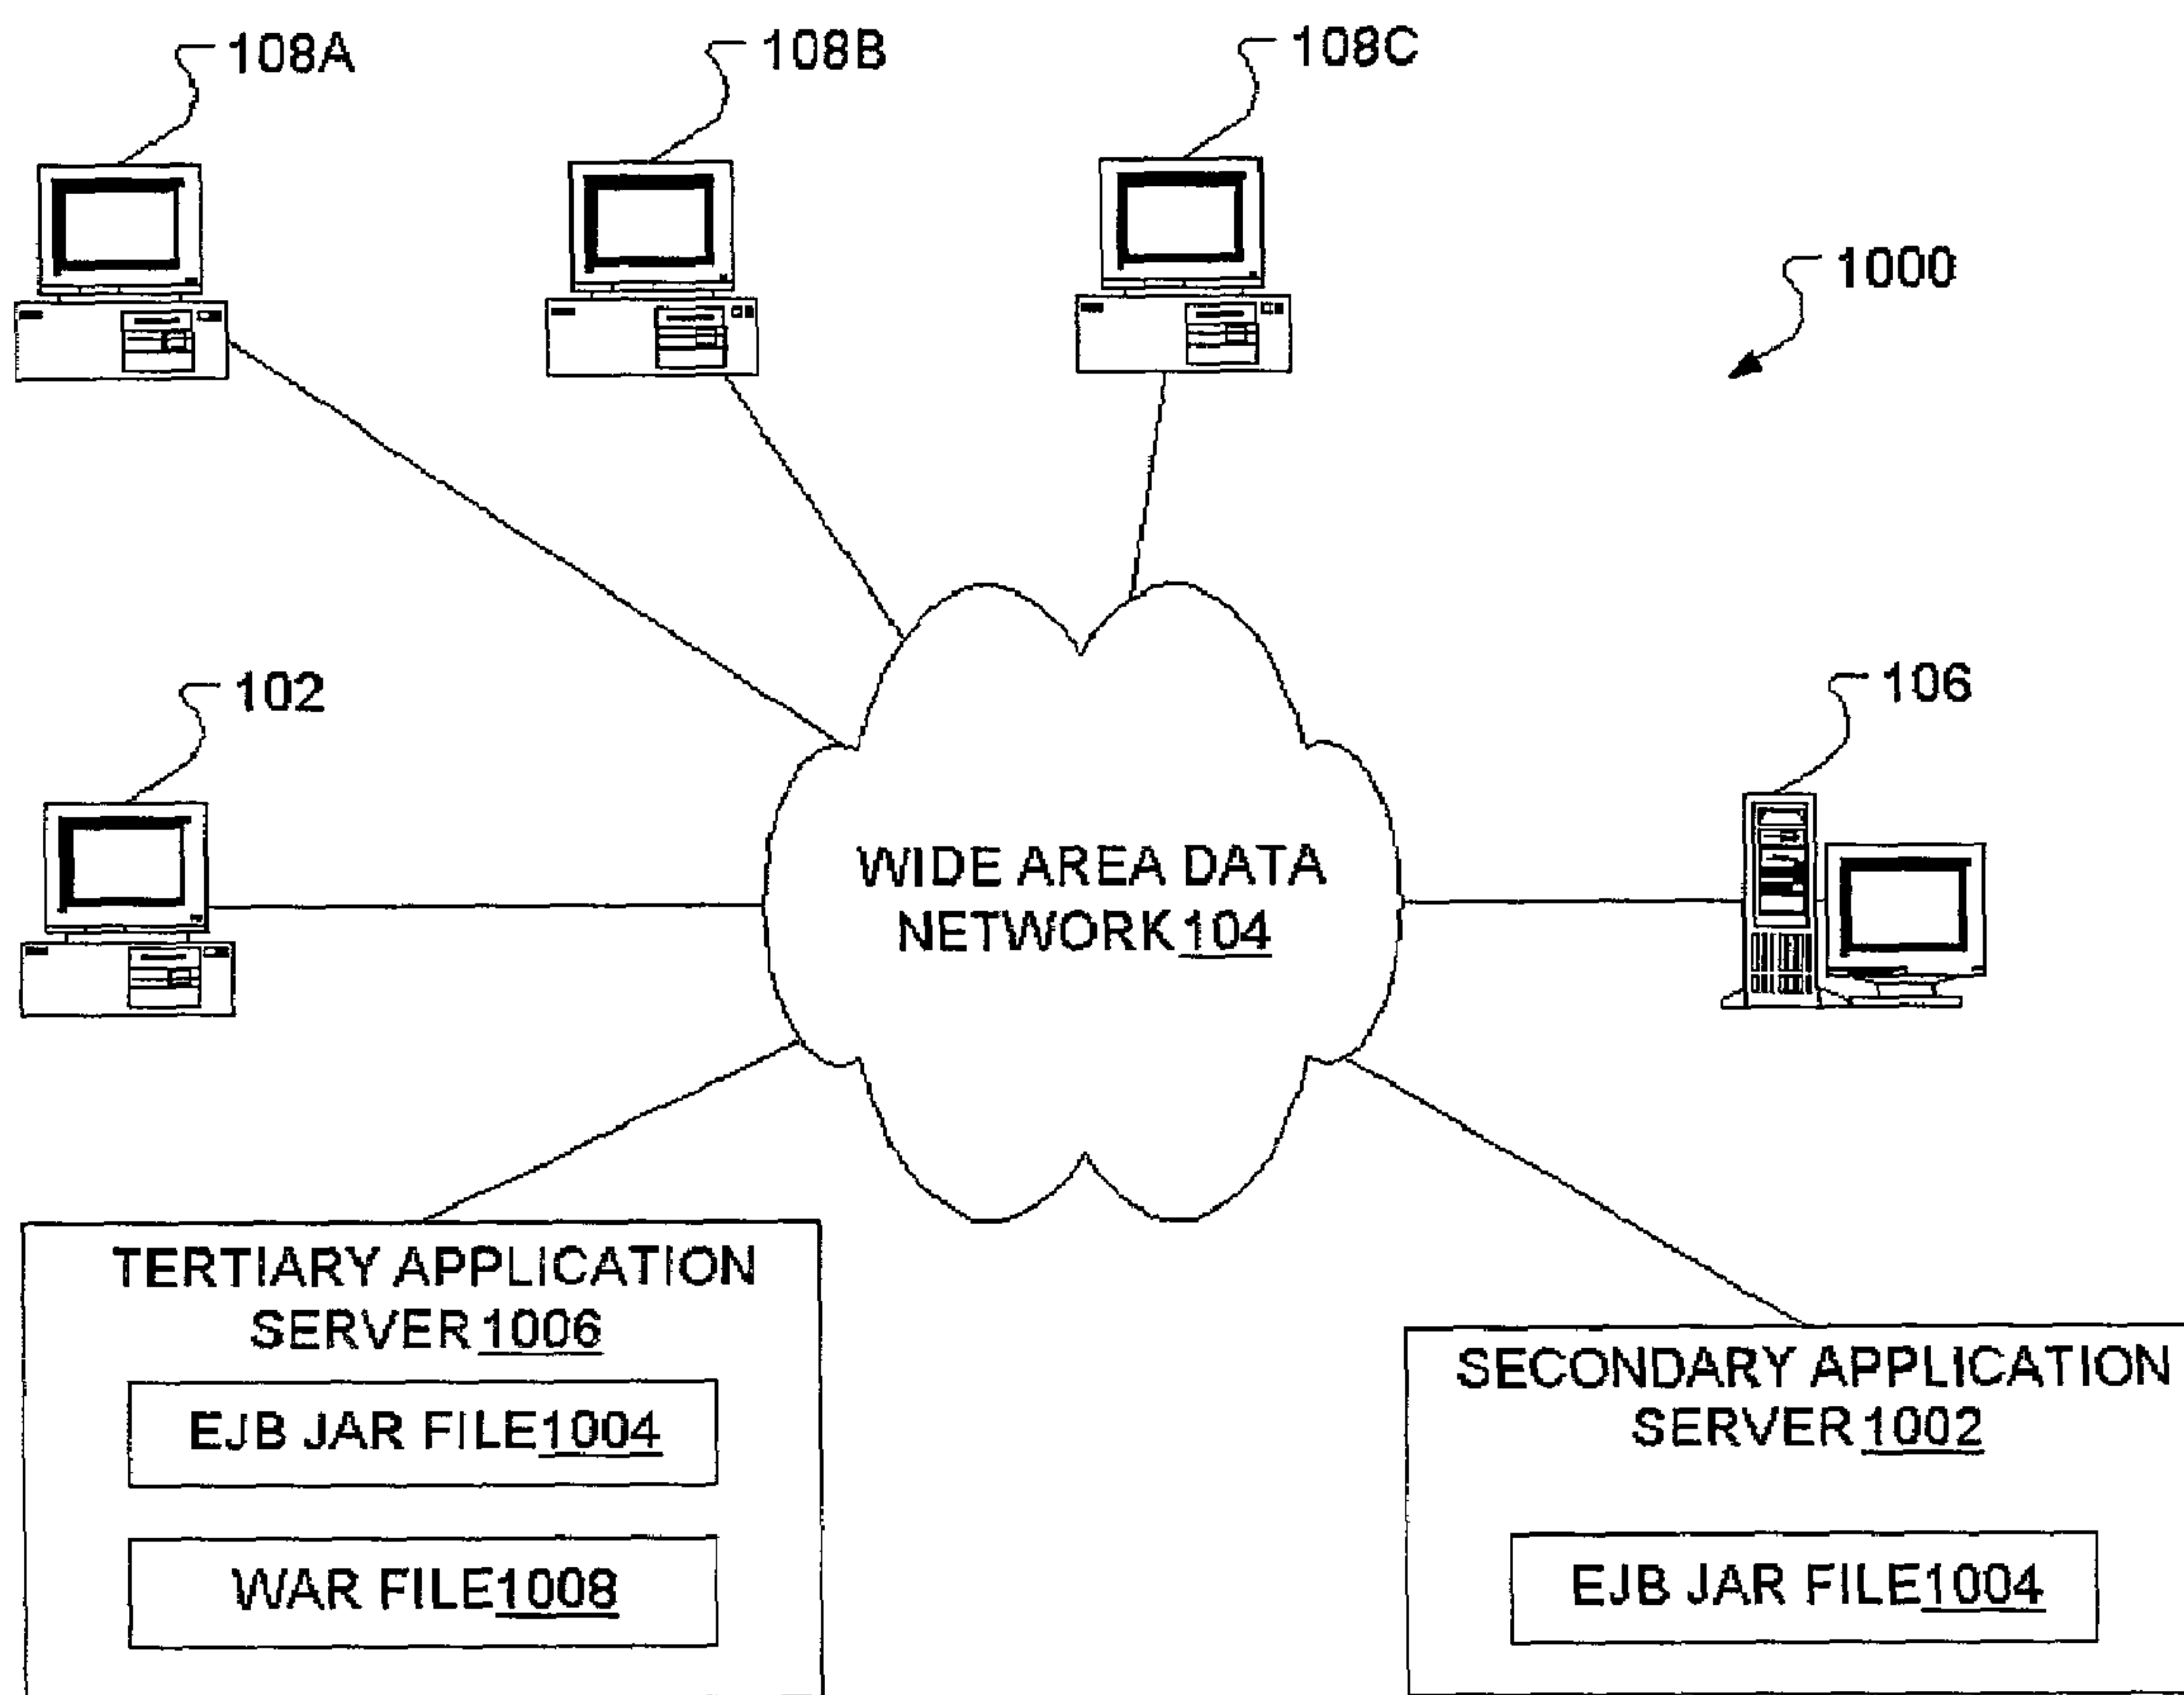 108A
108B
108C
1000
102
106
WIDE AREA DATA
NETWORK 104
TERTIARY APPLICATION
SERVER 1006
EJB JAR FILE 1004
WAR FILE 1008
SECONDARY APPLICATION
SERVER 1002
EJB JAR FILE 1004